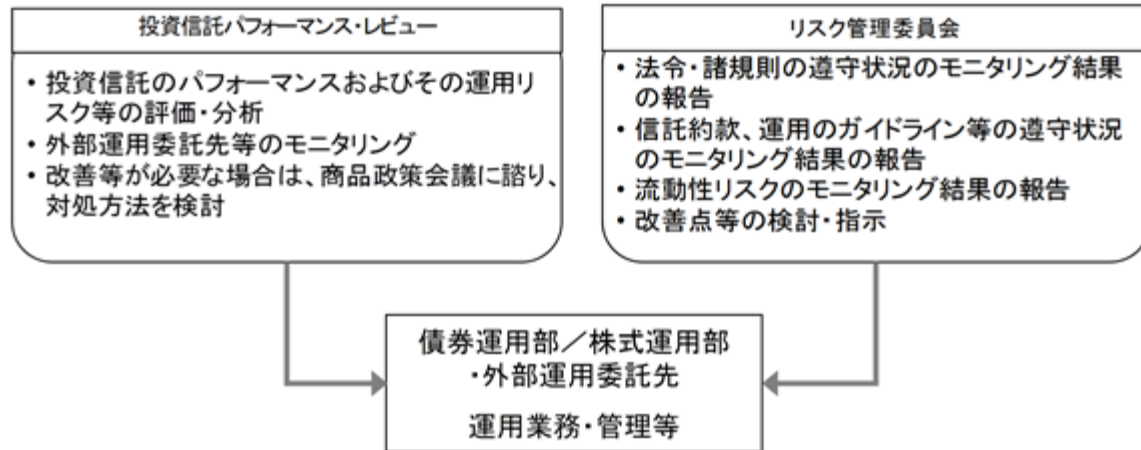 投資信託パフォーマンス・レビュー
・投資信託のパフォーマンスおよびその運用リ
スク等の評価・分析
・外部運用委託先等のモニタリング
・改善等が必要な場合は、商品政策会議に諮り、
対処方法を検討
リスク管理委員会
・法令・諸規則の遵守状況のモニタリング結果
の報告
・信託約款、運用のガイドライン等の遵守状況
のモニタリング結果の報告
・流動性リスクのモニタリング結果の報告
・改善点等の検討・指示
債券運用部／株式運用部
・外部運用委託先
運用業務・管理等